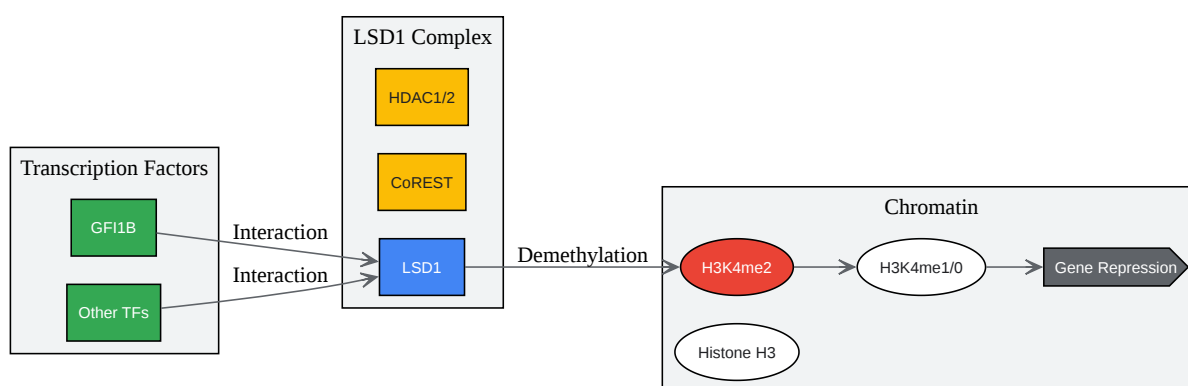 LSD1 Complex
HDAC1/2
CoREST
LSD1
Transcription Factors
GFI1B
Other TFs
Interaction
Interaction
Demethylation
Chromatin
H3K4me2
H3K4me1/0
Gene Repression
Histone H3